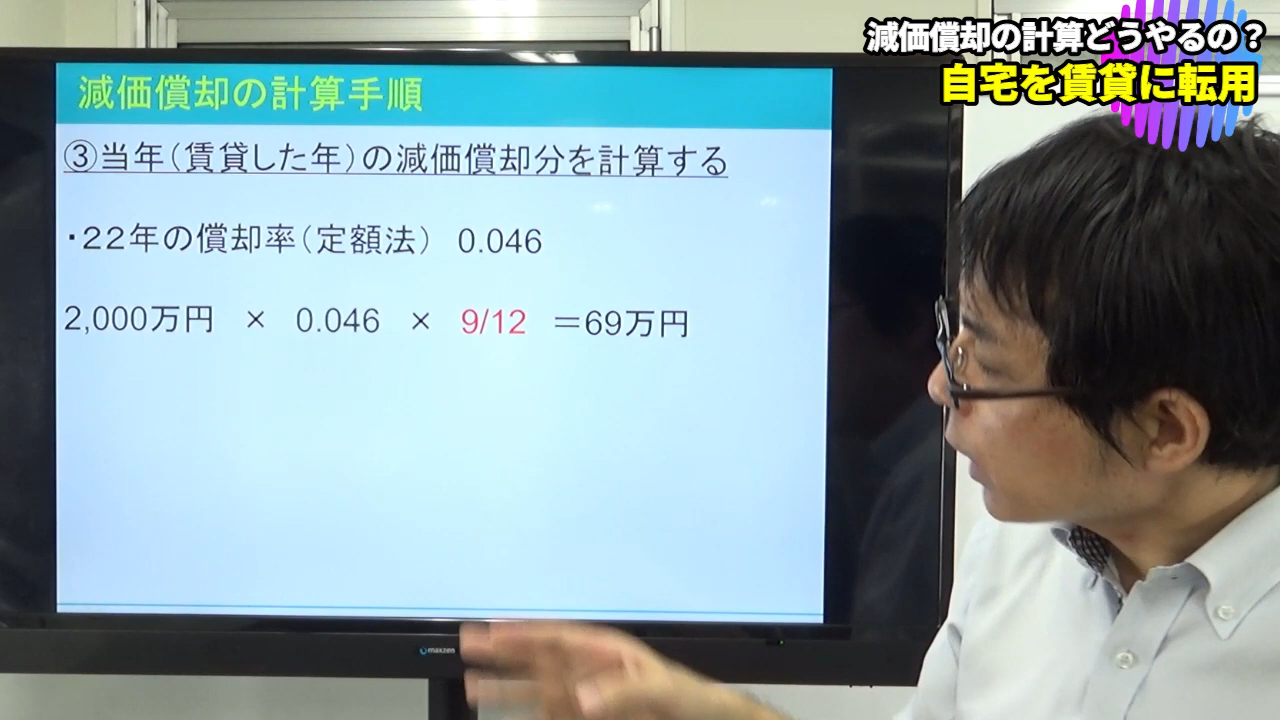 減価償却の計算どうやるの？
自宅を賃貸に転用
減価償却の計算手順
③当年（賃貸した年）の減価償却分を計算する
・２２年の償却率（定額法） 0.046
2,000万円 × 0.046 × 9/12 ＝69万円
maxzen